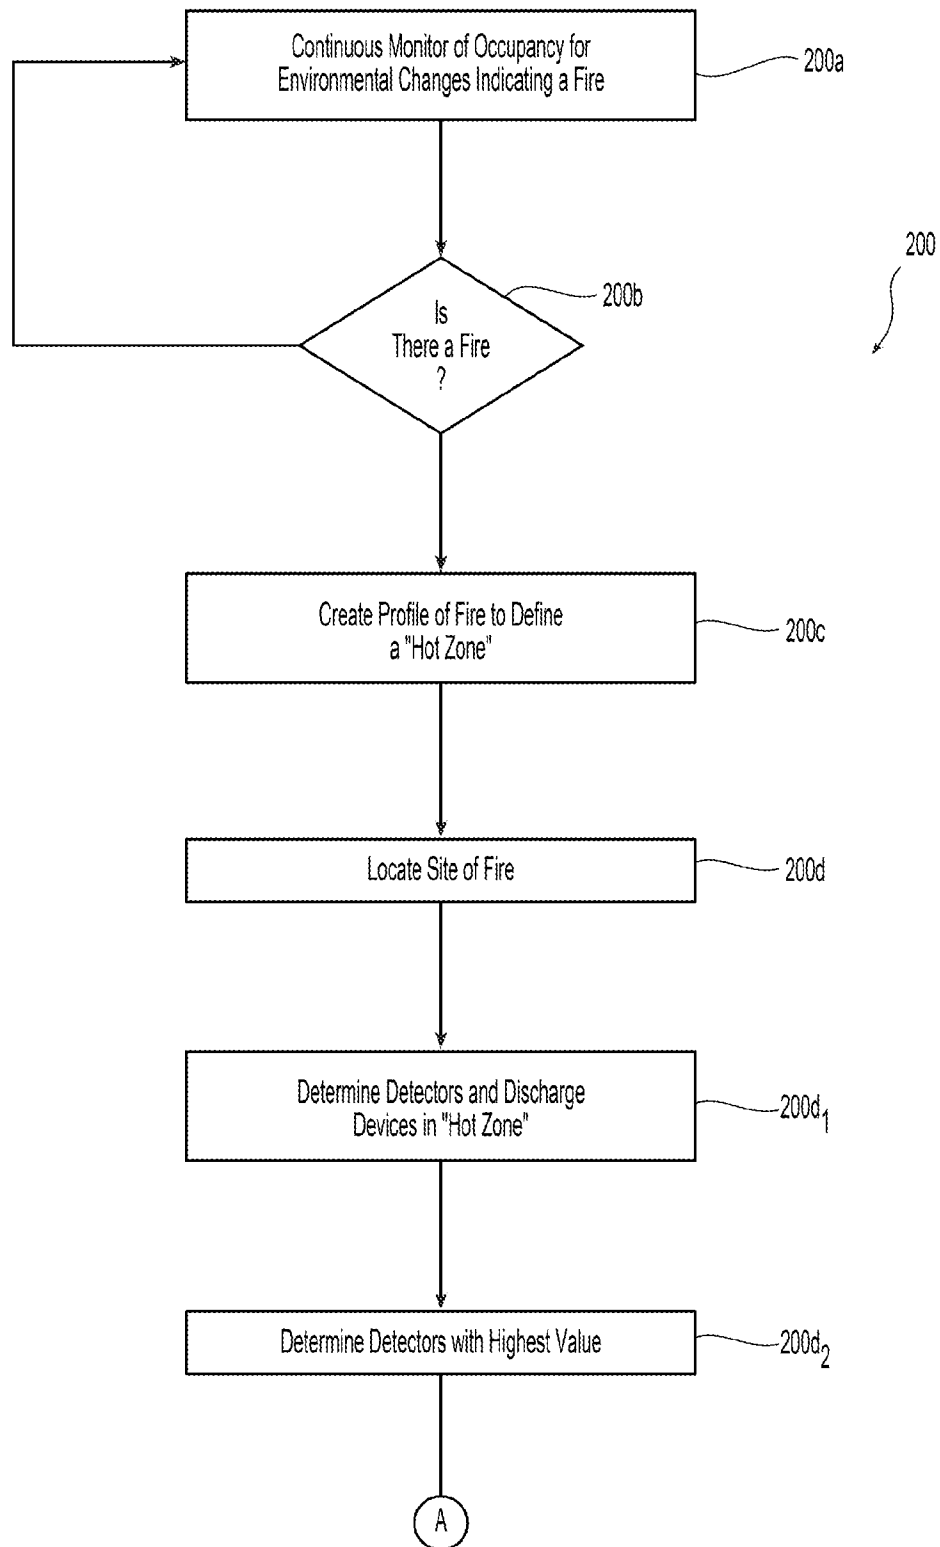 Continuous Monitor of Occupancy for
Environmental Changes Indicating a Fire
200a
200
200b
Is
There a Fire
?
Create Profile of Fire to Define
a "Hot Zone"
200c
Locate Site of Fire
200d
Determine Detectors and Discharge
Devices in "Hot Zone"
200d1
Determine Detectors with Highest Value
200d2
A